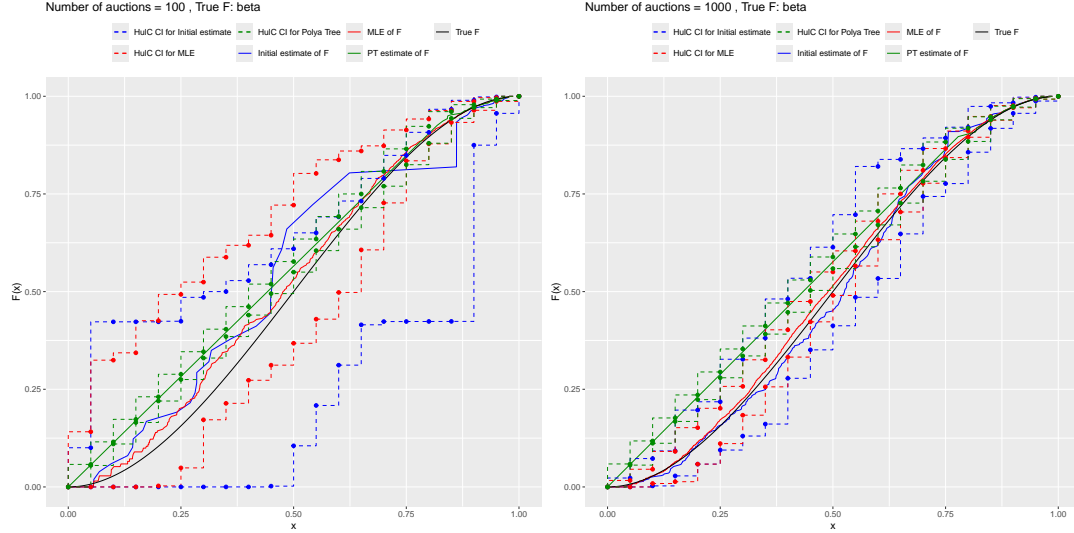 Number of auctions = 100 , True F: beta
HulC CI for Initial estimate HulC CI for Polya Tree MLE of F True F
HulC CI for MLE Initial estimate of F PT estimate of F
1.00
0.75
0.50
0.25
0.00
F(x)
0.00 0.25 0.50 0.75 1.00
x
Number of auctions = 1000 , True F: beta
HulC CI for Initial estimate HulC CI for Polya Tree MLE of F True F
HulC CI for MLE Initial estimate of F PT estimate of F
1.00
0.75
0.50
0.25
0.00
F(x)
0.00 0.25 0.50 0.75 1.00
x